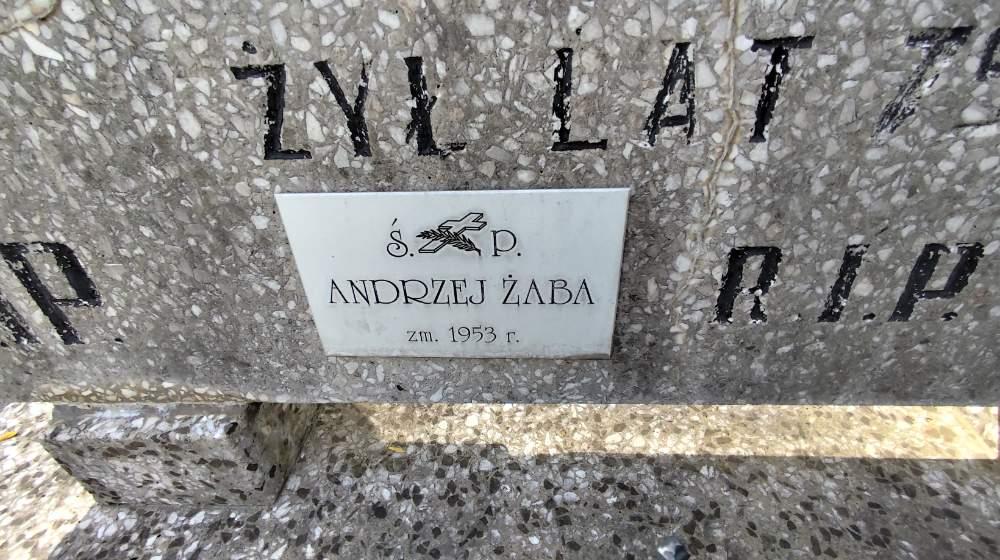 ŻYŁ LAT
Ś. P.
ANDRZEJ ŻABA
zm. 1953 r.
R.I.P.